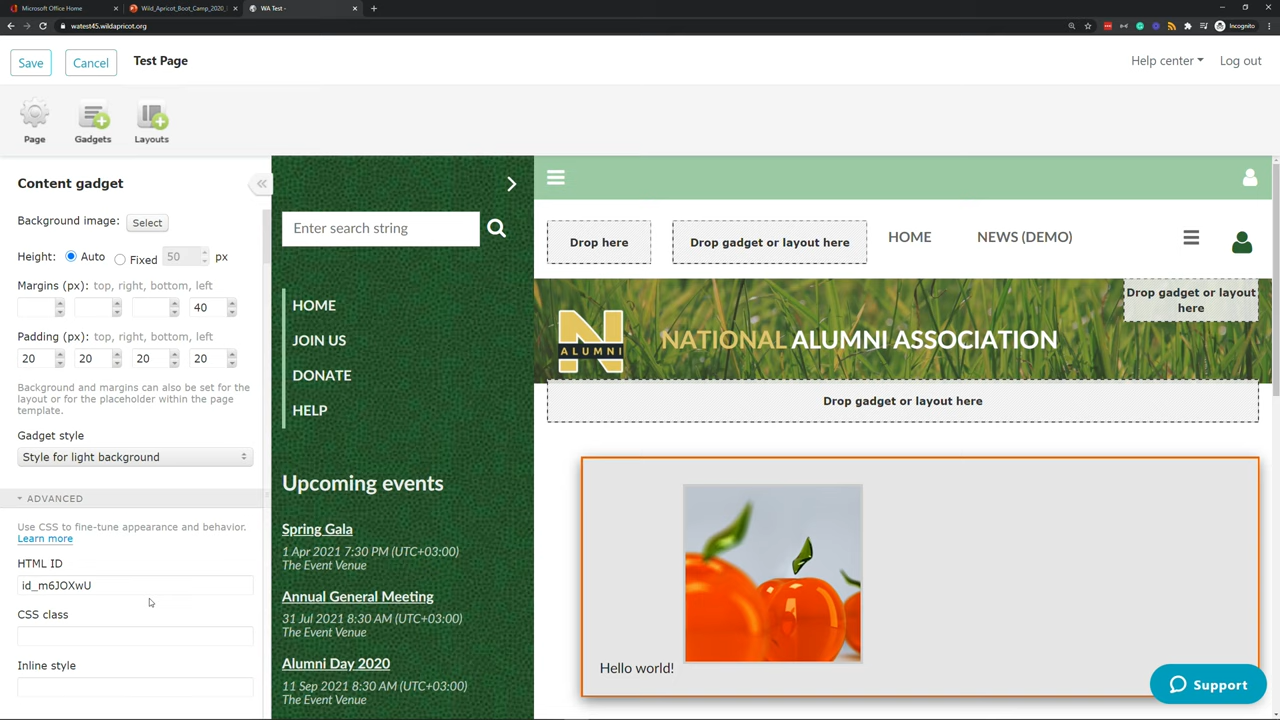 Microsoft Office Home
Wild_Apricot_Boot_Camp_2020_
WA Test -
watest45.wildapricot.org
Incognito
Save
Cancel
Test Page
Help center
Log out
Page
Gadgets
Layouts
Content gadget
Background image:
Select
Height:
Auto
Fixed
50
px
Margins (px): top, right, bottom, left
40
Padding (px): top, right, bottom, left
20
20
20
20
Background and margins can also be set for the
layout or for the placeholder within the page
template.
Gadget style
Style for light background
ADVANCED
Use CSS to fine-tune appearance and behavior.
Learn more
HTML ID
id_m6JOXwU
CSS class
Inline style
Enter search string
HOME
JOIN US
DONATE
HELP
Upcoming events
Spring Gala
1 Apr 2021 7:30 PM (UTC+03:00)
The Event Venue
Annual General Meeting
31 Jul 2021 8:30 AM (UTC+03:00)
The Event Venue
Alumni Day 2020
11 Sep 2021 8:30 AM (UTC+03:00)
The Event Venue
Drop here
Drop gadget or layout here
HOME
NEWS (DEMO)
Drop gadget or layout
here
N
ALUMNI
NATIONAL ALUMNI ASSOCIATION
Drop gadget or layout here
Hello world!
Support